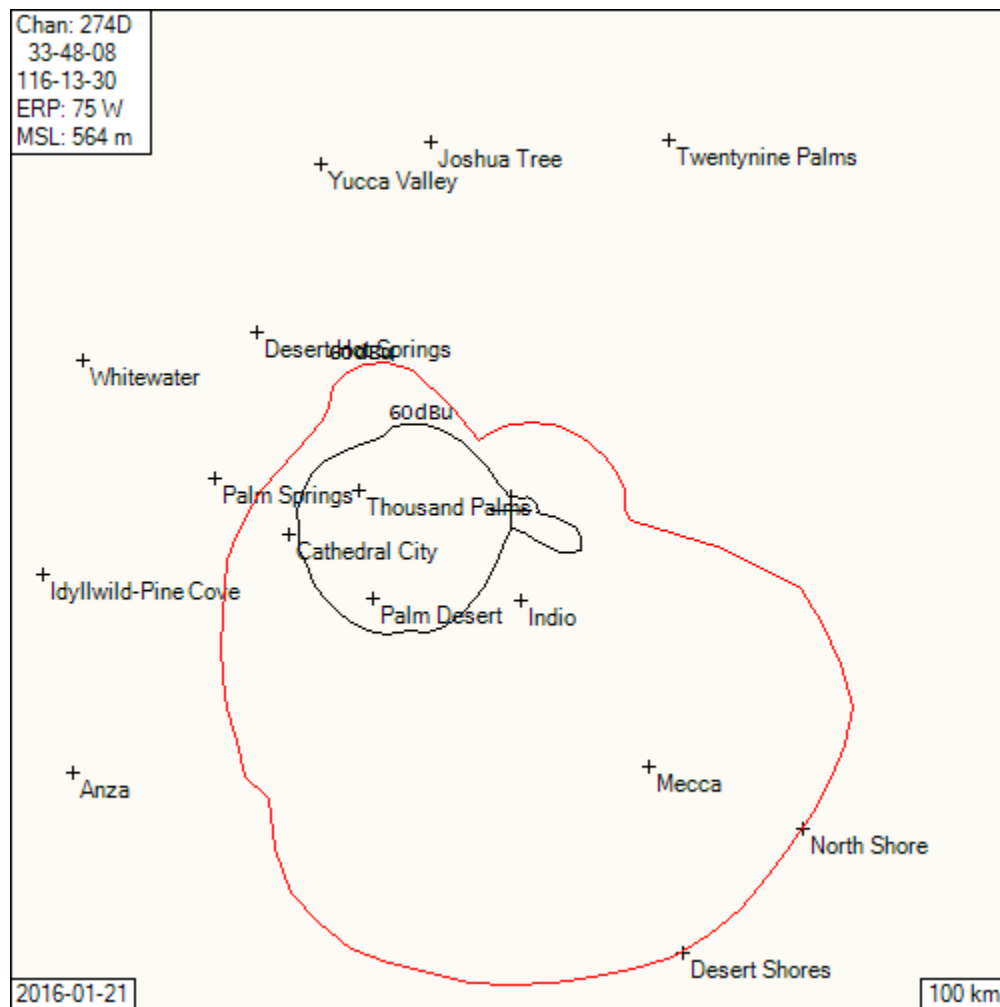 Chan: 274D
33-48-08
116-13-30
ERP: 75 W
MSL: 564 m
Joshua Tree
Twentynine Palms
Yucca Valley
Desert Hot Springs
60dBu
Whitewater
60dBu
Palm Springs
Thousand Palms
Cathedral City
Idyllwild-Pine Cove
Palm Desert
Indio
Anza
Mecca
North Shore
Desert Shores
2016-01-21
100 km